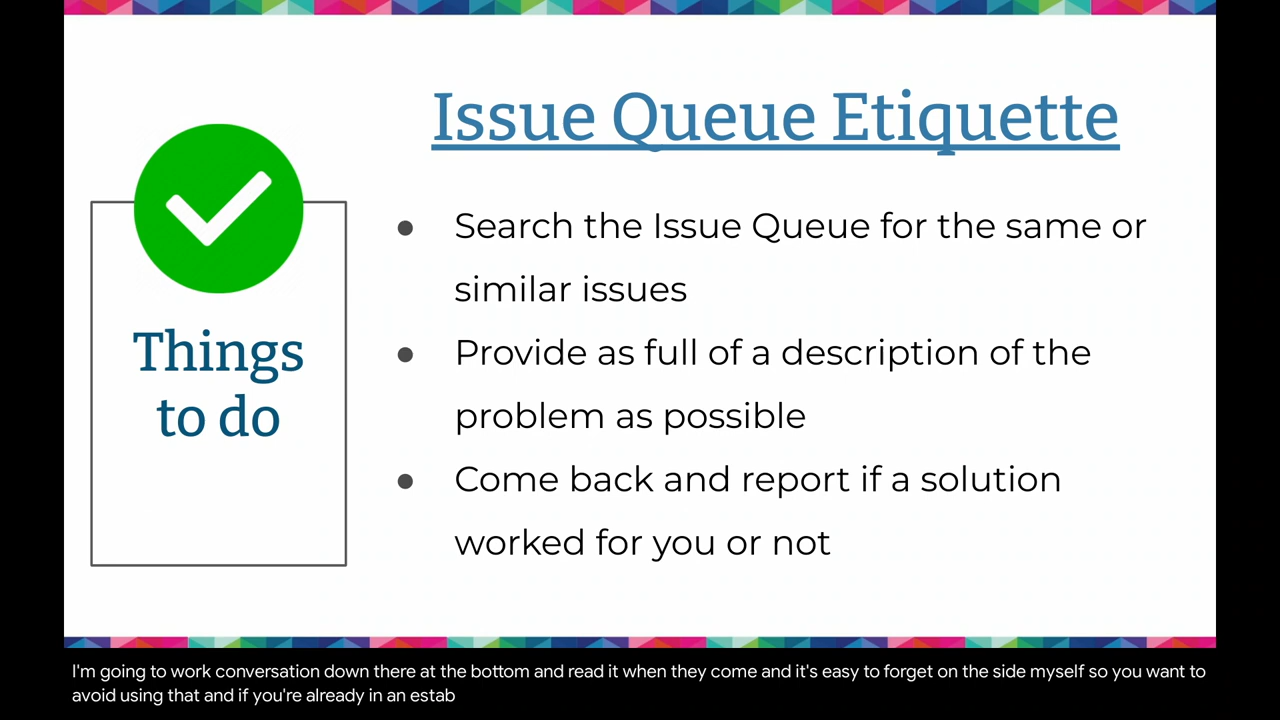 Issue Queue Etiquette
Things
to do
● Search the Issue Queue for the same or
similar issues
● Provide as full of a description of the
problem as possible
● Come back and report if a solution
worked for you or not
I'm going to work conversation down there at the bottom and read it when they come and it's easy to forget on the side myself so you want to
avoid using that and if you're already in an estab